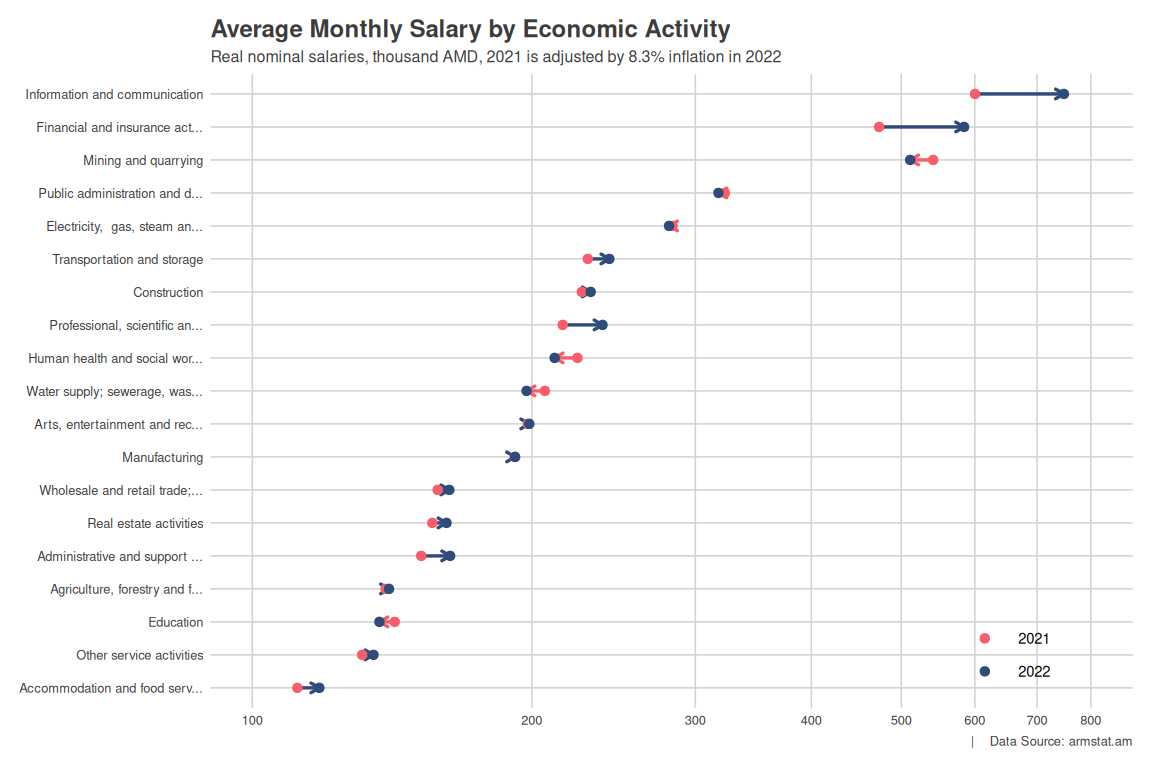 Average Monthly Salary by Economic Activity
Real nominal salaries, thousand AMD, 2021 is adjusted by 8.3% inflation in 2022
Information and communication
Financial and insurance act...
Mining and quarrying
Public administration and d...
Electricity,  gas, steam an...
Transportation and storage
Construction
Professional, scientific an...
Human health and social wor...
Water supply; sewerage, was...
Arts, entertainment and rec...
Manufacturing
Wholesale and retail trade;...
Real estate activities
Administrative and support ...
Agriculture, forestry and f...
Education
Other service activities
Accommodation and food serv...
2021
2022
100 200 300 400 500 600 700 800
| Data Source: armstat.am